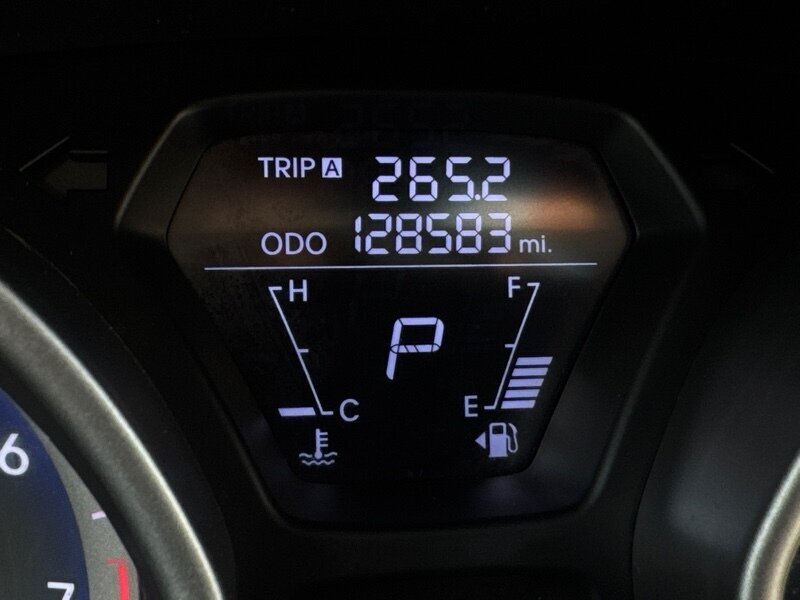 TRIP A 265.2
ODO 128583 mi.
H F
P
C E
6
7